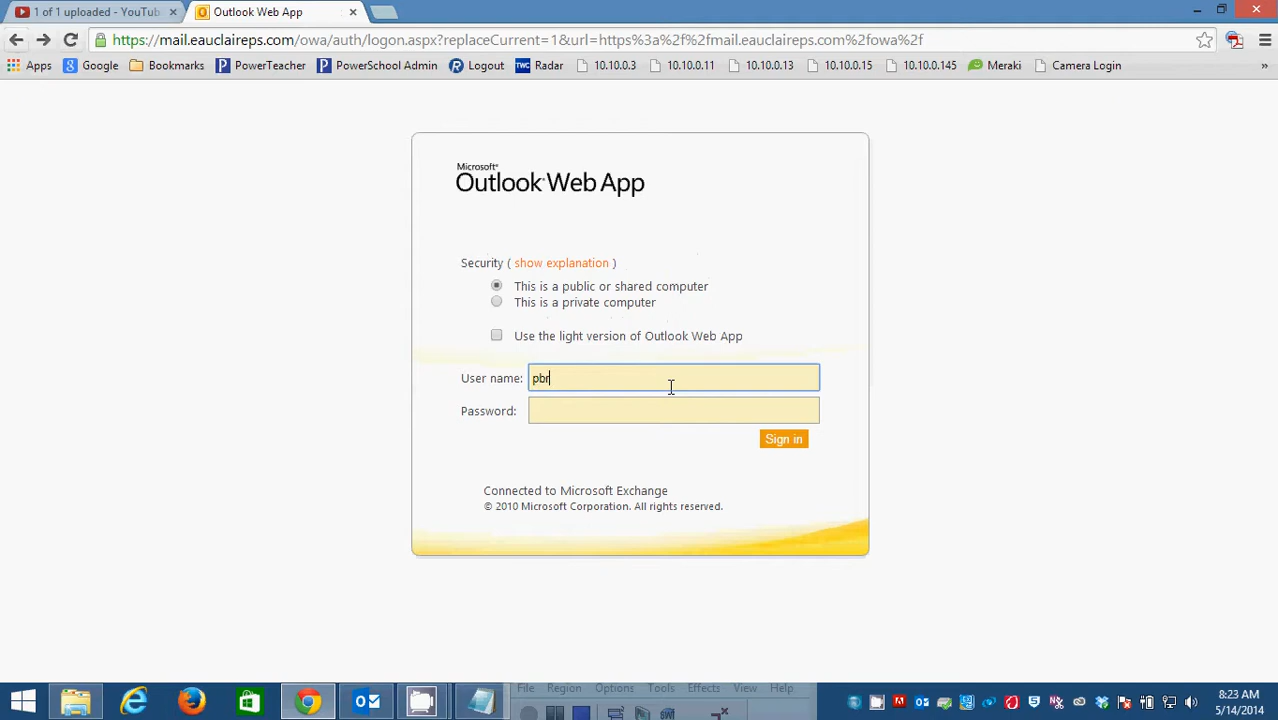 1 of 1 uploaded - YouTub
Outlook Web App
https://mail.eauclaireps.com/owa/auth/logon.aspx?replaceCurrent=1&url=https%3a%2f%2fmail.eauclaireps.com%2fowa%2f
Apps Google Bookmarks PowerTeacher PowerSchool Admin Logout TWC Radar 10.10.0.3 10.10.0.11 10.10.0.13 10.10.0.15 10.10.0.145 Meraki Camera Login »
Microsoft®
Outlook® Web App
Security ( show explanation )
This is a public or shared computer
This is a private computer
Use the light version of Outlook Web App
User name: pbr
Password:
Sign in
Connected to Microsoft Exchange
© 2010 Microsoft Corporation. All rights reserved.
File Region Options Tools Effects View Help
8:23 AM
5/14/2014